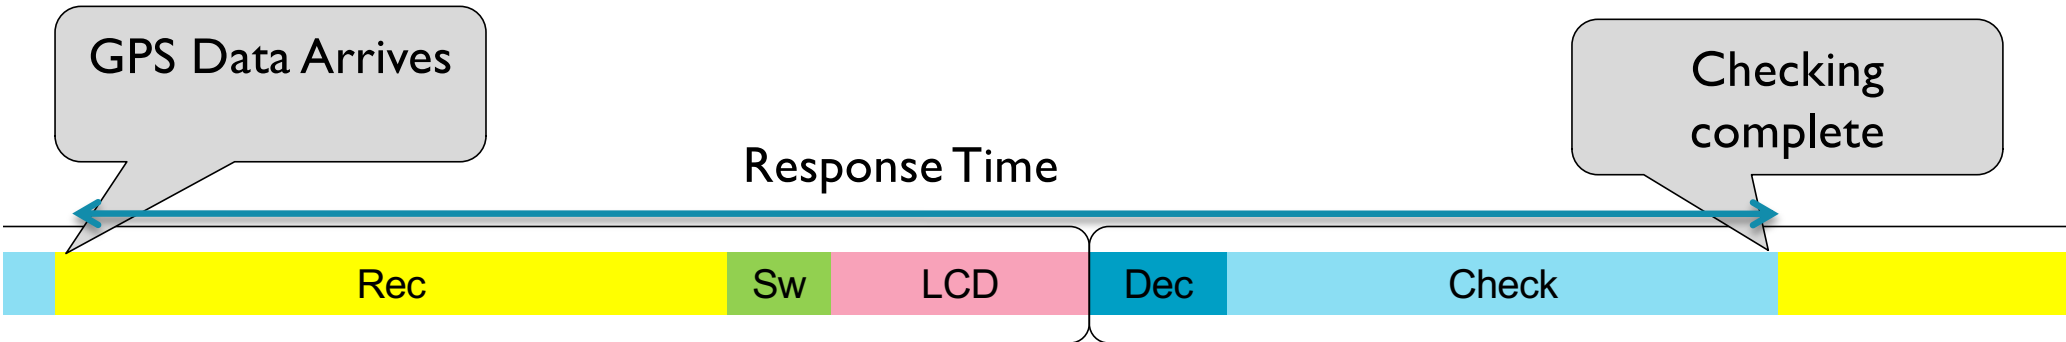 GPS Data Arrives
Checking
complete
Response Time
Rec
Sw
LCD
Dec
Check